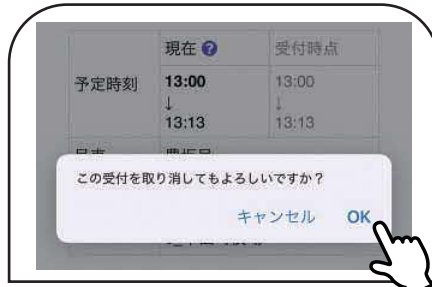 現在 ? 受付時点
予定時刻 13:00 13:00
↓ ↓
13:13 13:13
この受付を取り消してもよろしいですか？
キャンセル OK